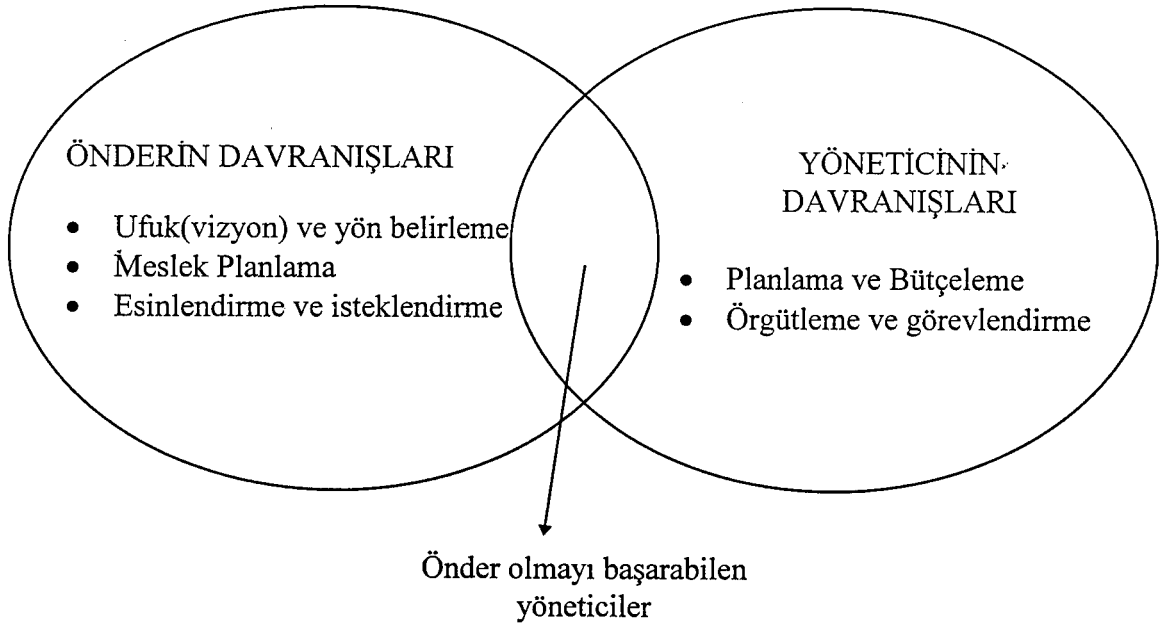 ÖNDERİN DAVRANIŞLARI
• Ufuk(vizyon) ve yön belirleme
• Meslek Planlama
• Esinlendirme ve isteklendirme
YÖNETİCİNİN
DAVRANIŞLARI
• Planlama ve Bütçeleme
• Örgütleme ve görevlendirme
Önder olmayı başarabilen
yöneticiler